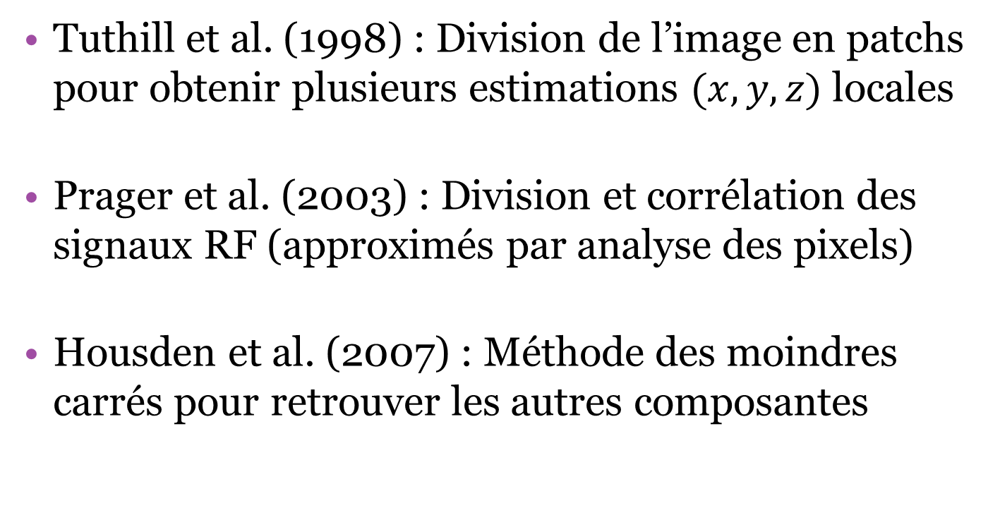 • Tuthill et al. (1998) : Division de l’image en patchs
pour obtenir plusieurs estimations (x, y, z) locales
• Prager et al. (2003) : Division et corrélation des
signaux RF (approximés par analyse des pixels)
• Housden et al. (2007) : Méthode des moindres
carrés pour retrouver les autres composantes